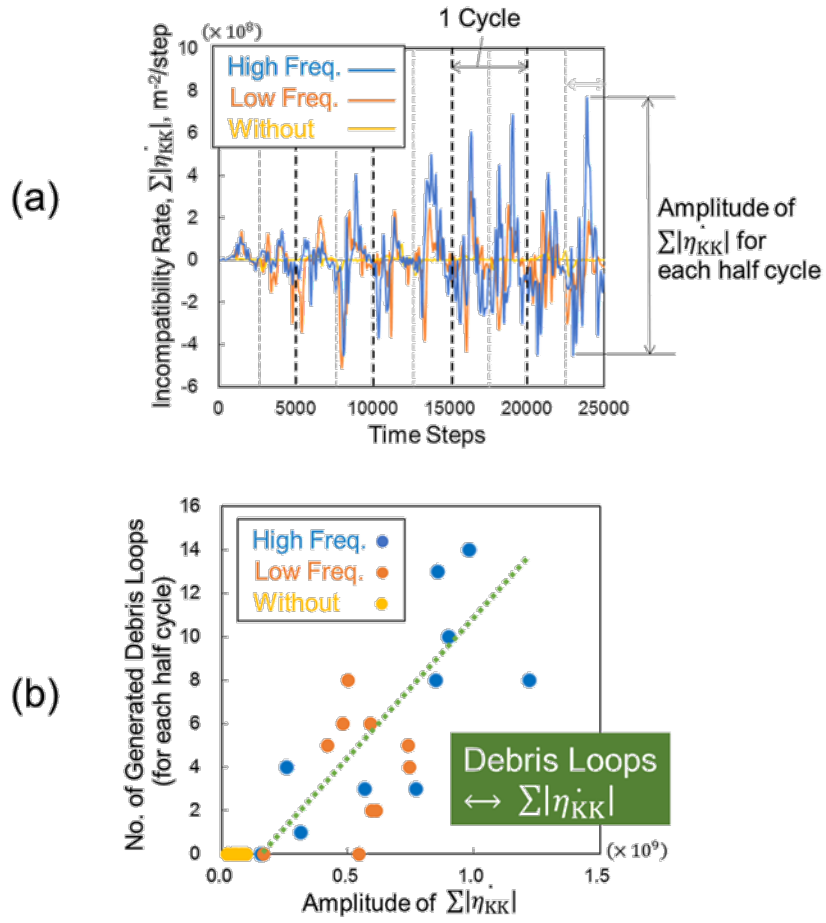 1 Cycle
(× 10⁸)
10
8
6
4
2
0
-2
-4
-6
High Freq.
Low Freq.
Without
Incompatibility Rate, Σ|η̇KK|, m⁻²/step
(a)
Amplitude of
Σ|η̇KK| for
each half cycle
0 5000 10000 15000 20000 25000
Time Steps
16
14
12
10
8
6
4
2
0
High Freq.
Low Freq.
Without
No. of Generated Debris Loops
(for each half cycle)
(b)
Debris Loops
↔ Σ|η̇KK|
(× 10⁹)
0.0 0.5 1.0 1.5
Amplitude of Σ|η̇KK|